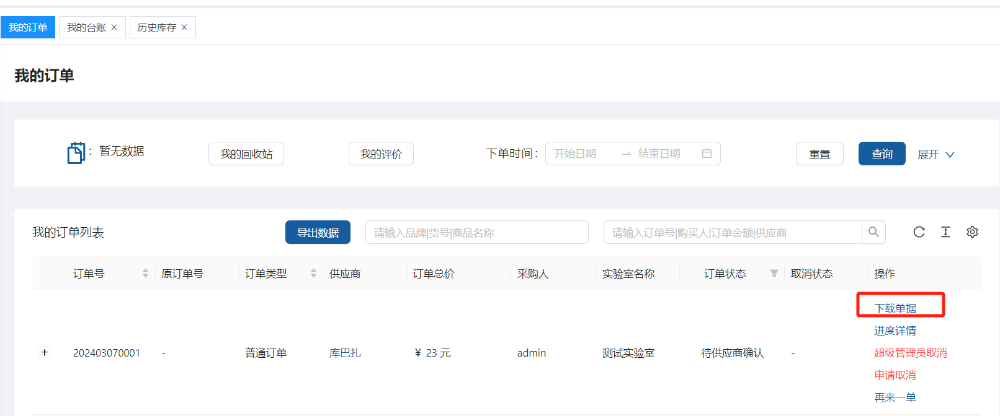 我的订单 我的台账 × 历史库存 ×
我的订单
： 暂无数据 我的回收站 我的评价 下单时间： 开始日期 → 结束日期 重置 查询 展开
我的订单列表 导出数据 请输入品牌|货号|商品名称 请输入订单号|购买人|订单金额|供应商
订单号 原订单号 订单类型 供应商 订单总价 采购人 实验室名称 订单状态 取消状态 操作
下载单据
进度详情
+ 202403070001 - 普通订单 库巴扎 ¥ 23 元 admin 测试实验室 待供应商确认 - 超级管理员取消
申请取消
再来一单